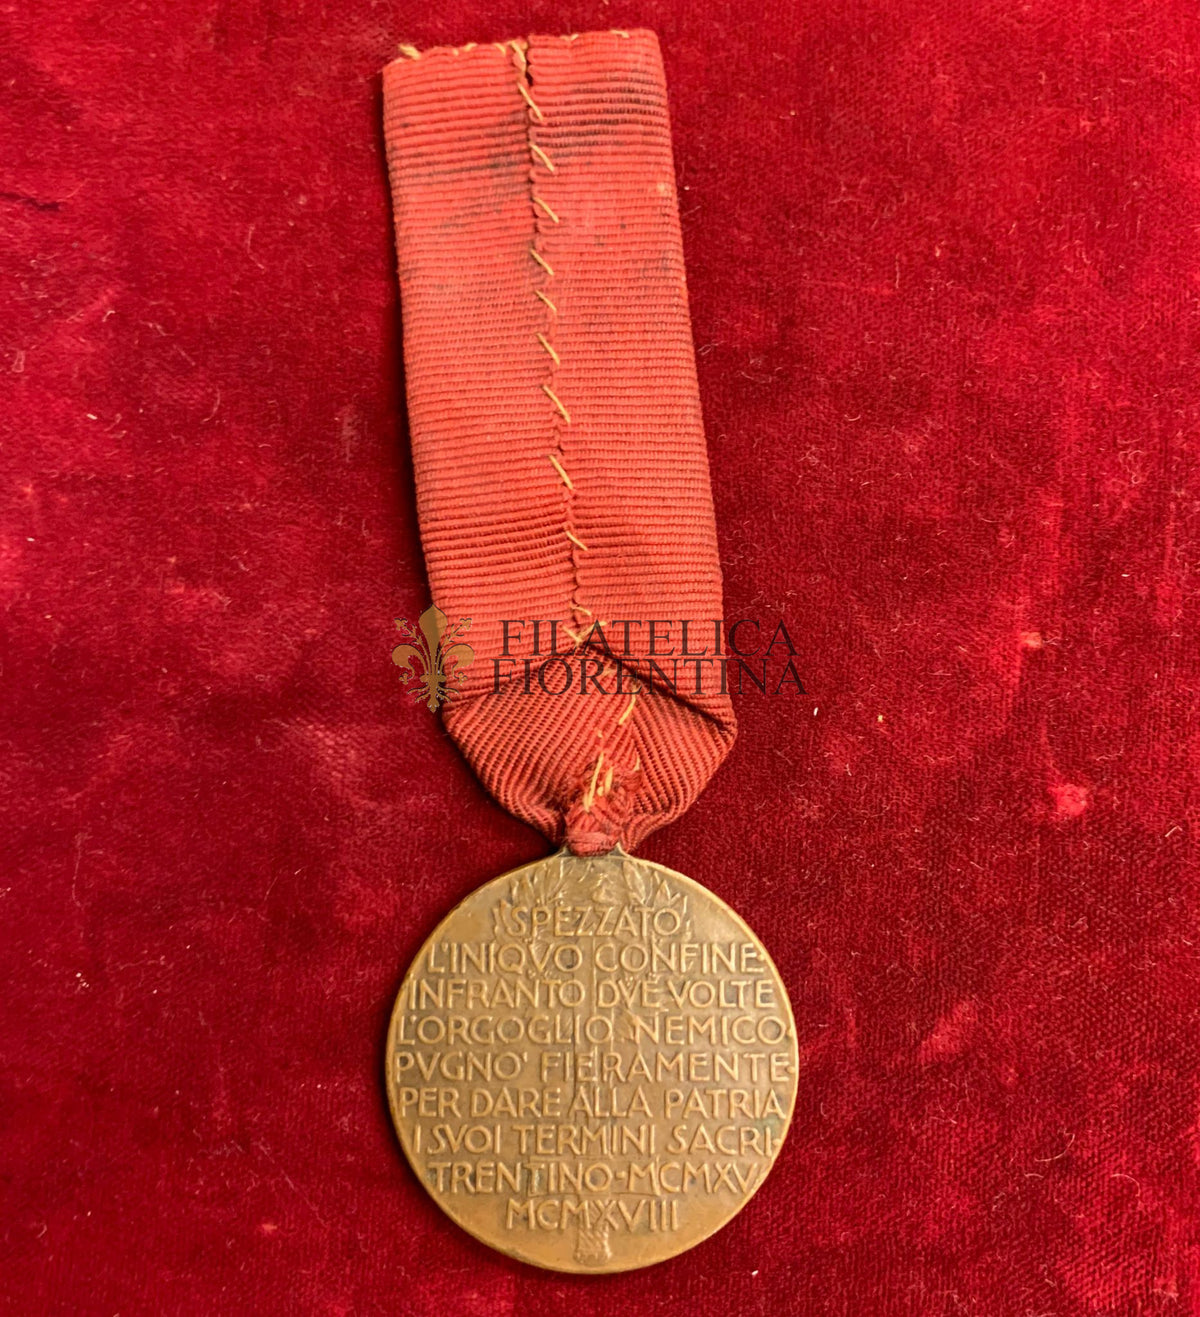 FILATELICA
FIORENTINA
SPEZZATO
L'INIQVO CONFINE
INFRANTO DVE VOLTE
L'ORGOGLIO NEMICO
PVGNO' FIERAMENTE
PER DARE ALLA PATRIA
I SVOI TERMINI SACRI
TRENTINO·MCMXV
MCMXVIII